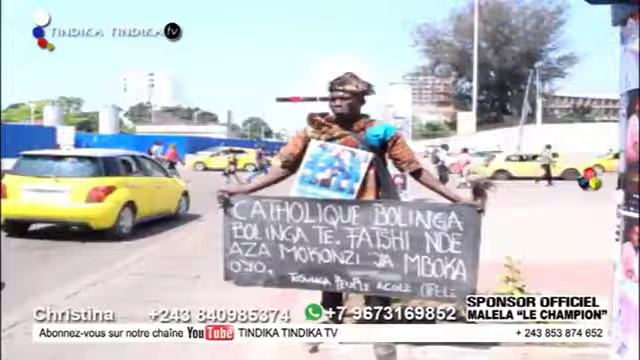 TINDIKA TINDIKA tv
CATHOLIQUE BOLINGA
BOLINGA TE. FATSHI NDE
AZA MOKONZI YA MBOKA
OYO.
PEUPLE
Christina +243 840985374 +7 9673169852
SPONSOR OFFICIEL
MALELA "LE CHAMPION"
Abonnez-vous sur notre chaîne YouTube TINDIKA TINDIKA TV + 243 853 874 652